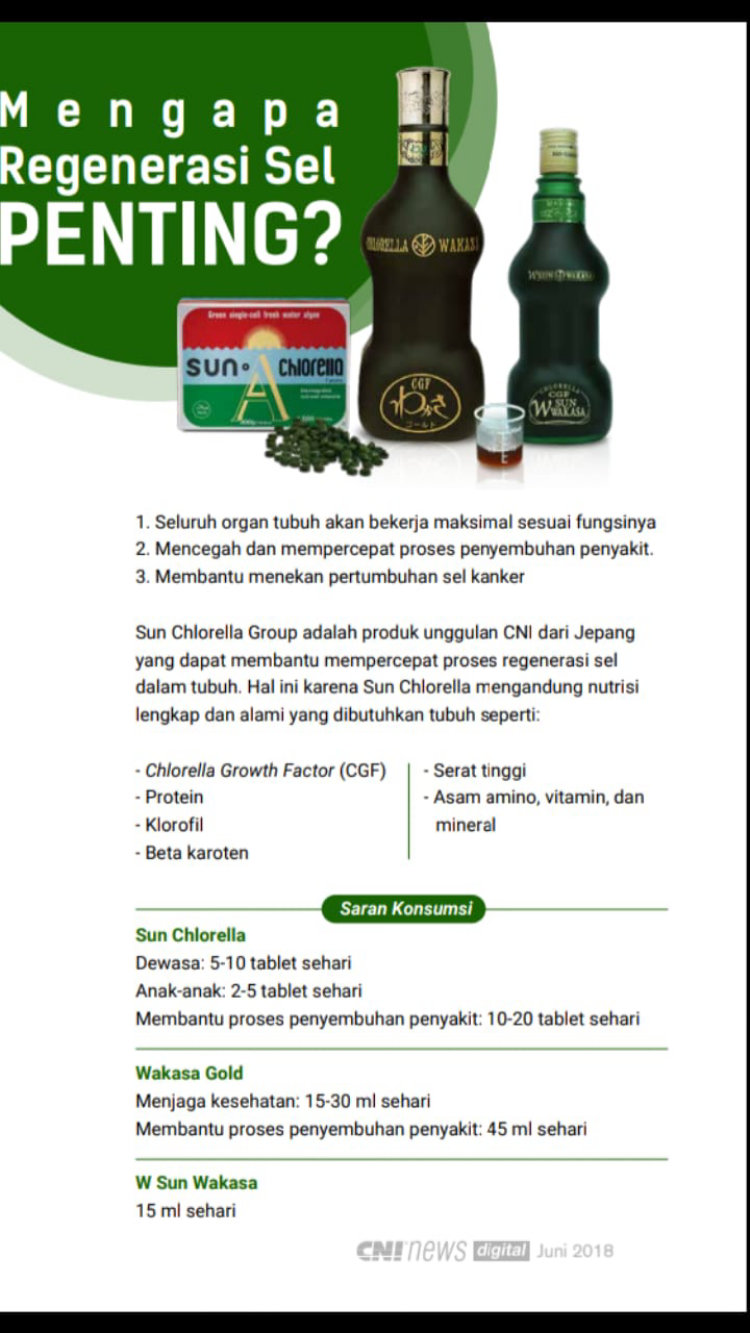 Mengapa
Regenerasi Sel
PENTING?
CHLORELLA WAKASA
W SUN WAKASA
Green single-cell fresh water algae
SUN• A Chlorella
CGF
わかさ
ゴールド
CHLORELLA
CGF
W SUN
WAKASA
1. Seluruh organ tubuh akan bekerja maksimal sesuai fungsinya
2. Mencegah dan mempercepat proses penyembuhan penyakit.
3. Membantu menekan pertumbuhan sel kanker
Sun Chlorella Group adalah produk unggulan CNI dari Jepang
yang dapat membantu mempercepat proses regenerasi sel
dalam tubuh. Hal ini karena Sun Chlorella mengandung nutrisi
lengkap dan alami yang dibutuhkan tubuh seperti:
- Chlorella Growth Factor (CGF)
- Protein
- Klorofil
- Beta karoten
- Serat tinggi
- Asam amino, vitamin, dan
mineral
Saran Konsumsi
Sun Chlorella
Dewasa: 5-10 tablet sehari
Anak-anak: 2-5 tablet sehari
Membantu proses penyembuhan penyakit: 10-20 tablet sehari
Wakasa Gold
Menjaga kesehatan: 15-30 ml sehari
Membantu proses penyembuhan penyakit: 45 ml sehari
W Sun Wakasa
15 ml sehari
CNI news digital Juni 2018